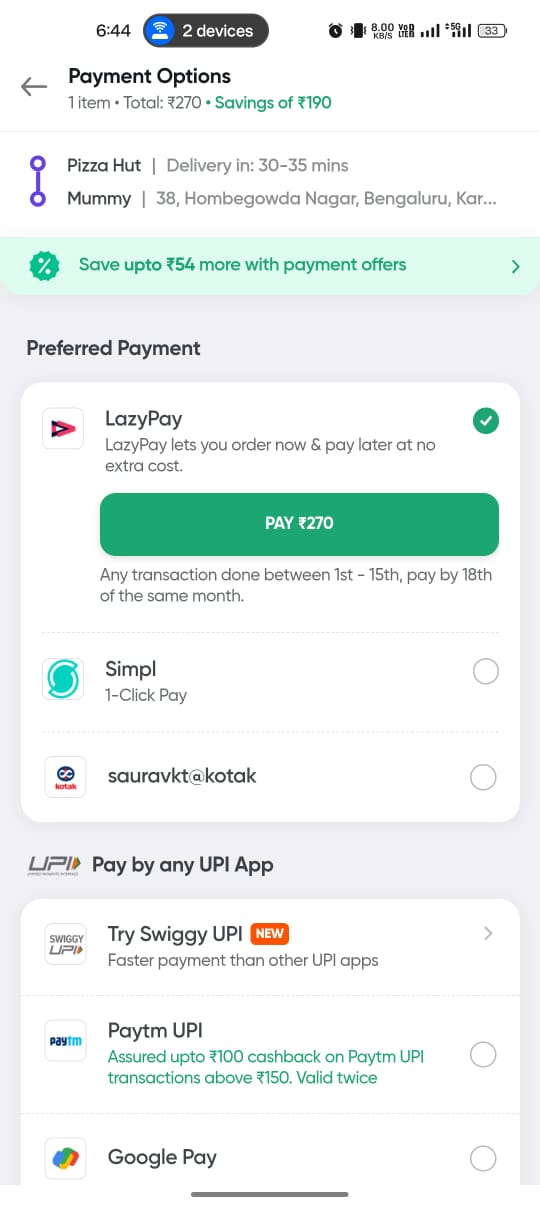 6:44
2 devices
8.00
KB/S
5G
33
Payment Options
1 item • Total: ₹270 • Savings of ₹190
Pizza Hut | Delivery in: 30-35 mins
Mummy | 38, Hombegowda Nagar, Bengaluru, Kar...
Save upto ₹54 more with payment offers
Preferred Payment
LazyPay
LazyPay lets you order now & pay later at no
extra cost.
PAY ₹270
Any transaction done between 1st - 15th, pay by 18th
of the same month.
Simpl
1-Click Pay
kotak
sauravkt@kotak
UPI
Pay by any UPI App
SWIGGY
UPI
Try Swiggy UPI NEW
Faster payment than other UPI apps
paytm
Paytm UPI
Assured upto ₹100 cashback on Paytm UPI
transactions above ₹150. Valid twice
Google Pay